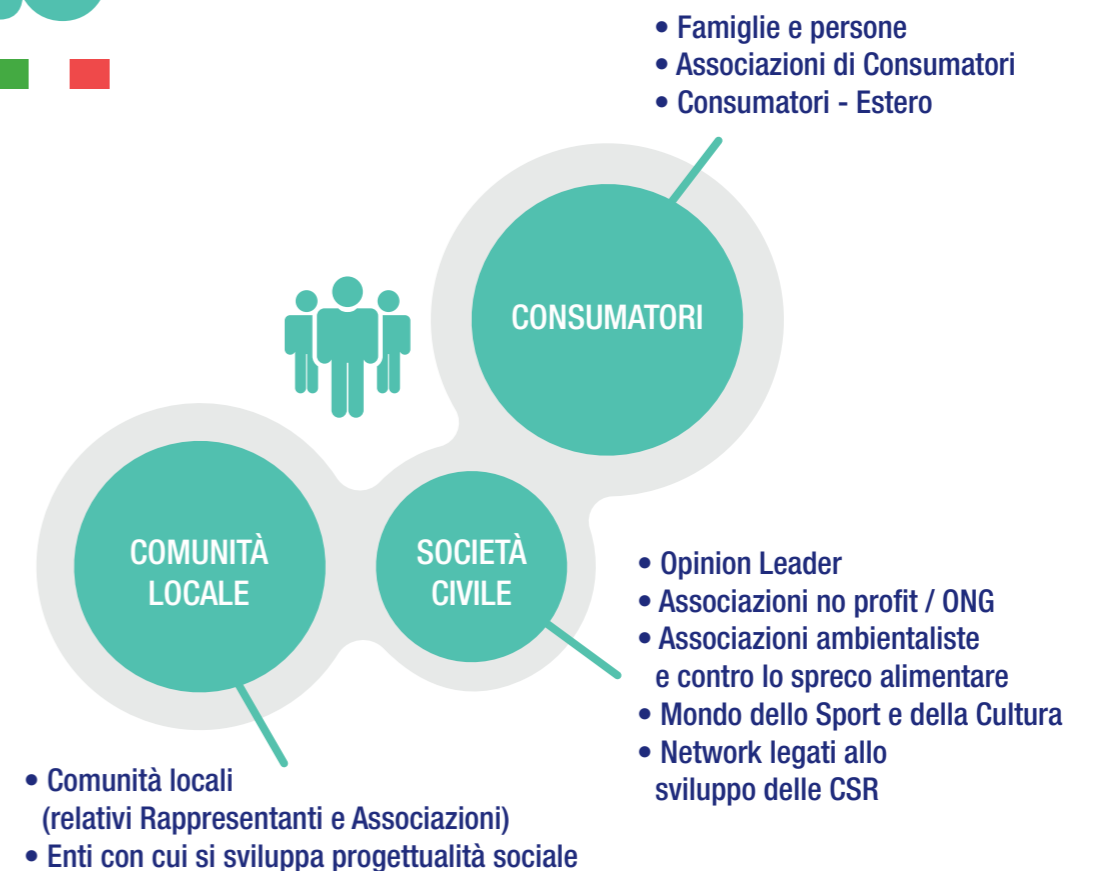 • Famiglie e persone
• Associazioni di Consumatori
• Consumatori - Estero
CONSUMATORI
COMUNITÀ
LOCALE
SOCIETÀ
CIVILE
• Opinion Leader
• Associazioni no profit / ONG
• Associazioni ambientaliste
e contro lo spreco alimentare
• Mondo dello Sport e della Cultura
• Network legati allo
sviluppo delle CSR
• Comunità locali
(relativi Rappresentanti e Associazioni)
• Enti con cui si sviluppa progettualità sociale